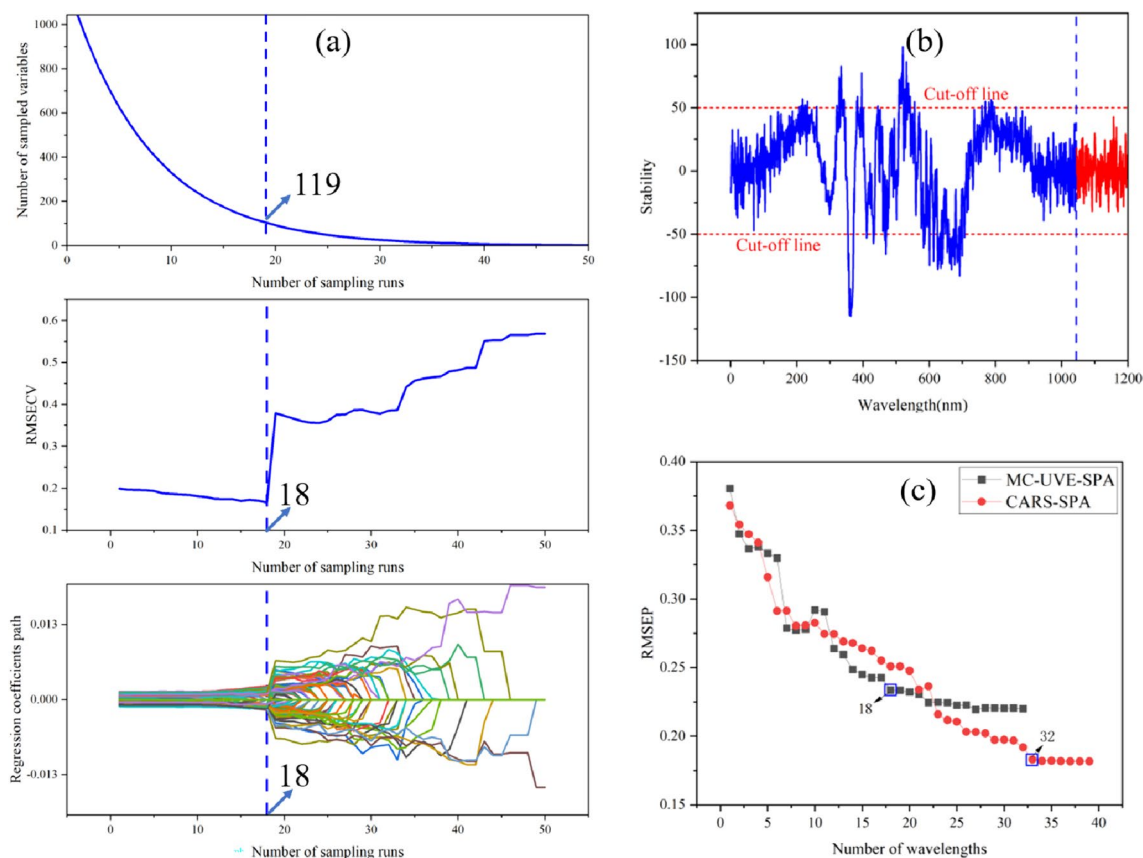 (a)
Number of sampled variables
1000
800
600
400
200
0
119
0 10 20 30 40 50
Number of sampling runs
RMSECV
0.6
0.5
0.4
0.3
0.2
0.1
18
0 10 20 30 40 50
Number of sampling runs
Regression coefficients path
0.013
0.000
-0.013
18
0 10 20 30 40 50
Number of sampling runs
(b)
Stability
100
50
0
-50
-100
-150
Cut-off line
Cut-off line
0 200 400 600 800 1000 1200
Wavelength(nm)
(c)
MC-UVE-SPA
CARS-SPA
RMSEP
0.40
0.35
0.30
0.25
0.20
0.15
18
32
0 5 10 15 20 25 30 35 40
Number of wavelengths